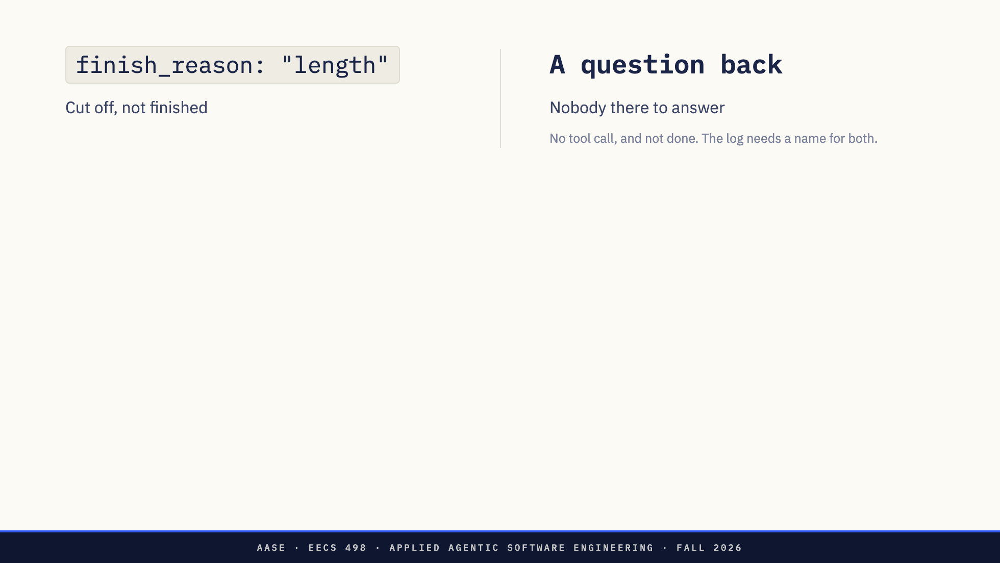 finish_reason: "length"
Cut off, not finished
A question back
Nobody there to answer
No tool call, and not done. The log needs a name for both.
AASE · EECS 498 · APPLIED AGENTIC SOFTWARE ENGINEERING · FALL 2026